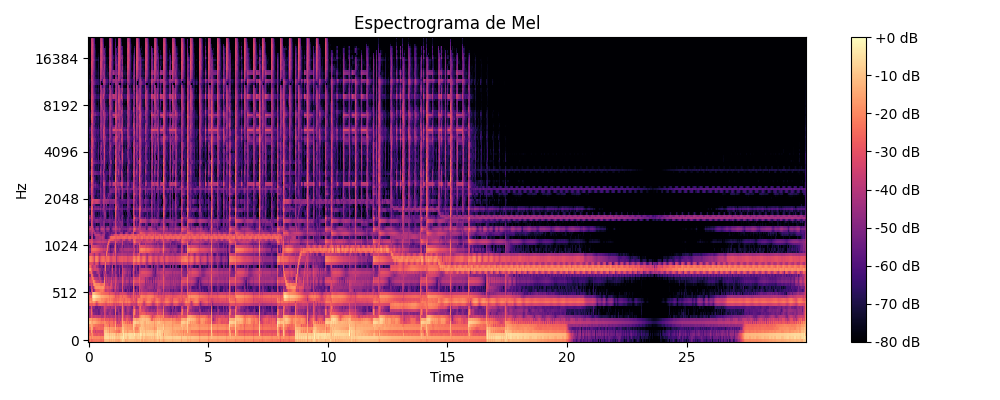 Espectrograma de Mel
Hz
16384
8192
4096
2048
1024
512
0
0 5 10 15 20 25
Time
+0 dB
-10 dB
-20 dB
-30 dB
-40 dB
-50 dB
-60 dB
-70 dB
-80 dB